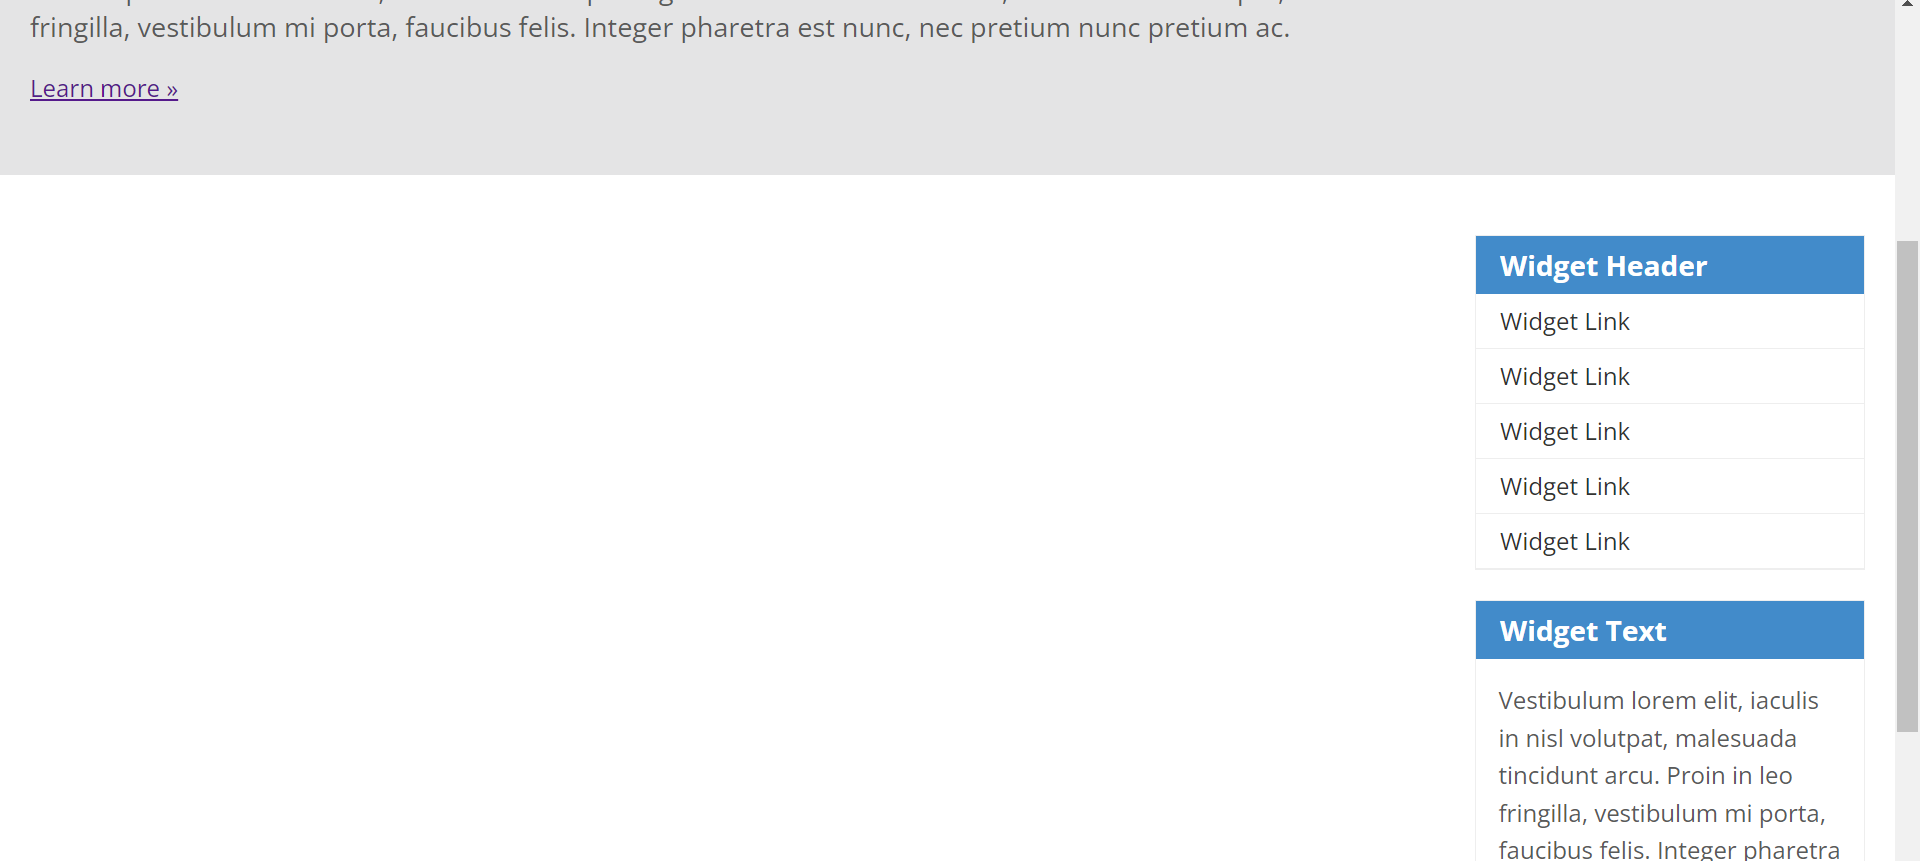 fringilla, vestibulum mi porta, faucibus felis. Integer pharetra est nunc, nec pretium nunc pretium ac.
Learn more »
Widget Header
Widget Link
Widget Link
Widget Link
Widget Link
Widget Link
Widget Text
Vestibulum lorem elit, iaculis
in nisl volutpat, malesuada
tincidunt arcu. Proin in leo
fringilla, vestibulum mi porta,
faucibus felis. Integer pharetra